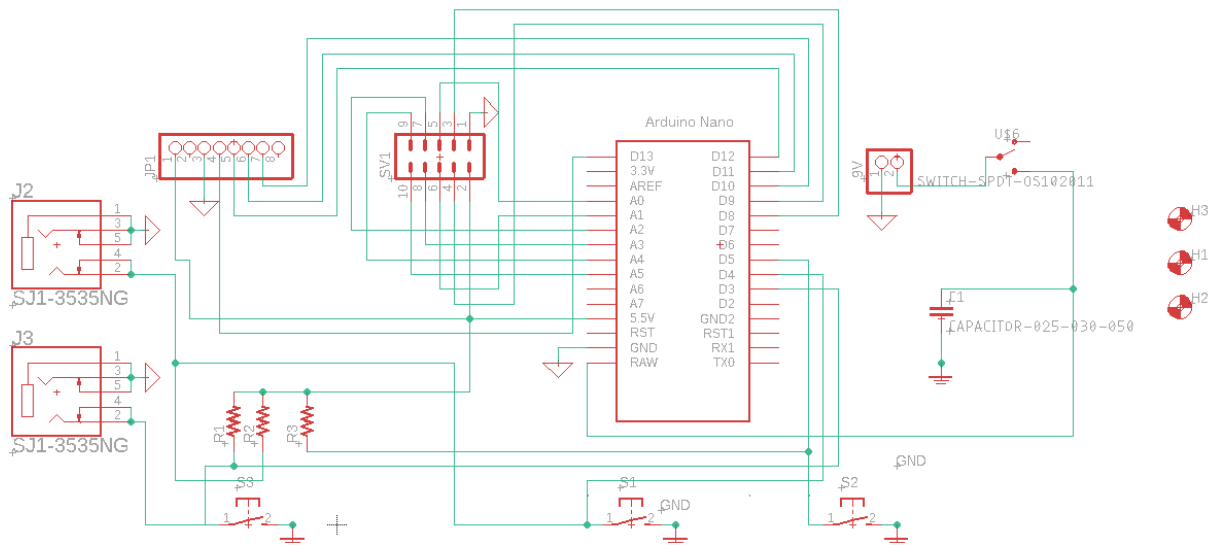 Arduino Nano
U$6
9 7 5 3 1
JP1
1 2 3 4 5 6 7 8
SV1
10 8 6 4 2
D13 D12
3.3V D11
AREF D10
A0 D9
A1 D8
A2 D7
A3 D6
A4 D5
A5 D4
A6 D3
A7 D2
5.5V GND2
RST RST1
GND RX1
RAW TX0
9V
1 2
SWITCH-SPDT-OS102011
J2
1
3
5
4
2
SJ1-3535NG
H3
H1
H2
C1
CAPACITOR-025-030-050
J3
1
3
5
4
2
SJ1-3535NG
R1 R2 R3
GND
S3
1 2
S1
GND
1 2
S2
1 2